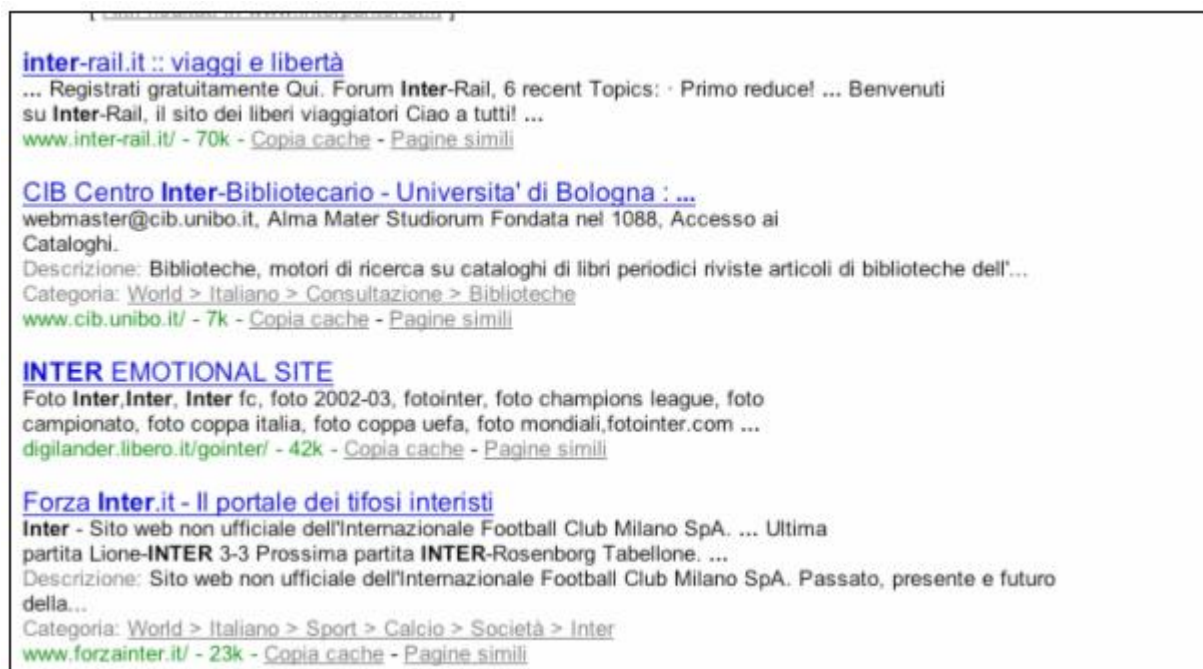 inter-rail.it :: viaggi e libertà
... Registrati gratuitamente Qui. Forum Inter-Rail, 6 recent Topics: · Primo reduce! ... Benvenuti
su Inter-Rail, il sito dei liberi viaggiatori Ciao a tutti! ...
www.inter-rail.it/ - 70k - Copia cache - Pagine simili
CIB Centro Inter-Bibliotecario - Universita' di Bologna : ...
webmaster@cib.unibo.it, Alma Mater Studiorum Fondata nel 1088, Accesso ai
Cataloghi.
Descrizione: Biblioteche, motori di ricerca su cataloghi di libri periodici riviste articoli di biblioteche dell'...
Categoria: World > Italiano > Consultazione > Biblioteche
www.cib.unibo.it/ - 7k - Copia cache - Pagine simili
INTER EMOTIONAL SITE
Foto Inter,Inter, Inter fc, foto 2002-03, fotointer, foto champions league, foto
campionato, foto coppa italia, foto coppa uefa, foto mondiali,fotointer.com ...
digilander.libero.it/gointer/ - 42k - Copia cache - Pagine simili
Forza Inter.it - Il portale dei tifosi interisti
Inter - Sito web non ufficiale dell'Internazionale Football Club Milano SpA. ... Ultima
partita Lione-INTER 3-3 Prossima partita INTER-Rosenborg Tabellone. ...
Descrizione: Sito web non ufficiale dell'Internazionale Football Club Milano SpA. Passato, presente e futuro
della...
Categoria: World > Italiano > Sport > Calcio > Società > Inter
www.forzainter.it/ - 23k - Copia cache - Pagine simili